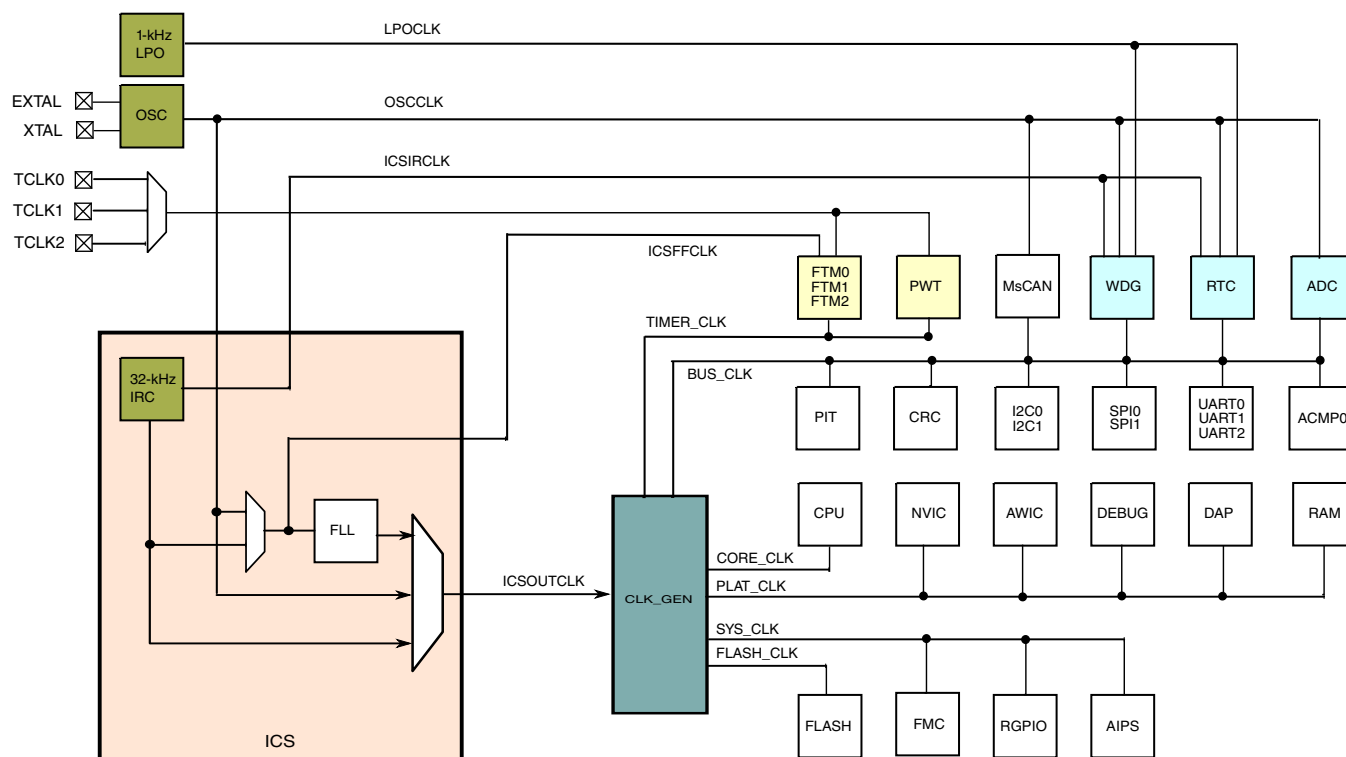 1-kHz
LPO
LPOCLK
EXTAL
XTAL
OSC
OSCCLK
TCLK0
TCLK1
TCLK2
ICSIRCLK
ICSFFCLK
FTM0
FTM1
FTM2
PWT
MsCAN
WDG
RTC
ADC
TIMER_CLK
BUS_CLK
32-kHz
IRC
PIT
CRC
I2C0
I2C1
SPI0
SPI1
UART0
UART1
UART2
ACMP0
FLL
CPU
NVIC
AWIC
DEBUG
DAP
RAM
ICSOUTCLK
CLK_GEN
CORE_CLK
PLAT_CLK
SYS_CLK
FLASH_CLK
FLASH
FMC
RGPIO
AIPS
ICS